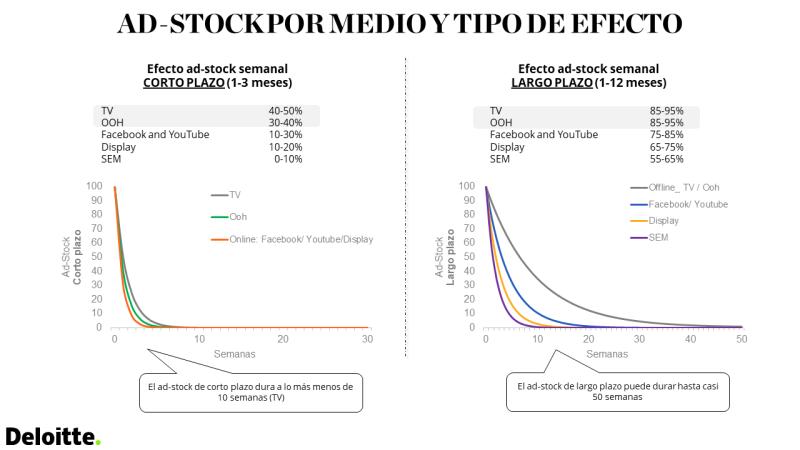 AD-STOCK POR MEDIO Y TIPO DE EFECTO
Efecto ad-stock semanal
CORTO PLAZO (1-3 meses)
TV 40-50%
OOH 30-40%
Facebook and YouTube 10-30%
Display 10-20%
SEM 0-10%
100
90
80
70
60
50
40
30
20
10
0
Ad-Stock
Corto plazo
TV
Ooh
Online: Facebook/ Youtube/Display
0 10 20 30
Semanas
El ad-stock de corto plazo dura a lo más menos de
10 semanas (TV)
Efecto ad-stock semanal
LARGO PLAZO (1-12 meses)
TV 85-95%
OOH 85-95%
Facebook and YouTube 75-85%
Display 65-75%
SEM 55-65%
100
90
80
70
60
50
40
30
20
10
0
Ad-Stock
Largo plazo
Offline_ TV / Ooh
Facebook/ Youtube
Display
SEM
0 10 20 30 40 50
Semanas
El ad-stock de largo plazo puede durar hasta casi
50 semanas
Deloitte.